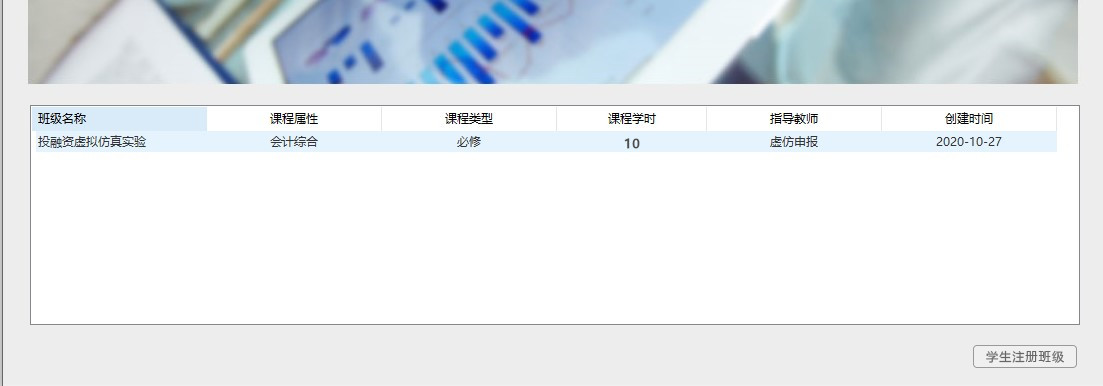 班级名称 课程属性 课程类型 课程学时 指导教师 创建时间
投融资虚拟仿真实验 会计综合 必修 10 虚仿申报 2020-10-27
学生注册班级